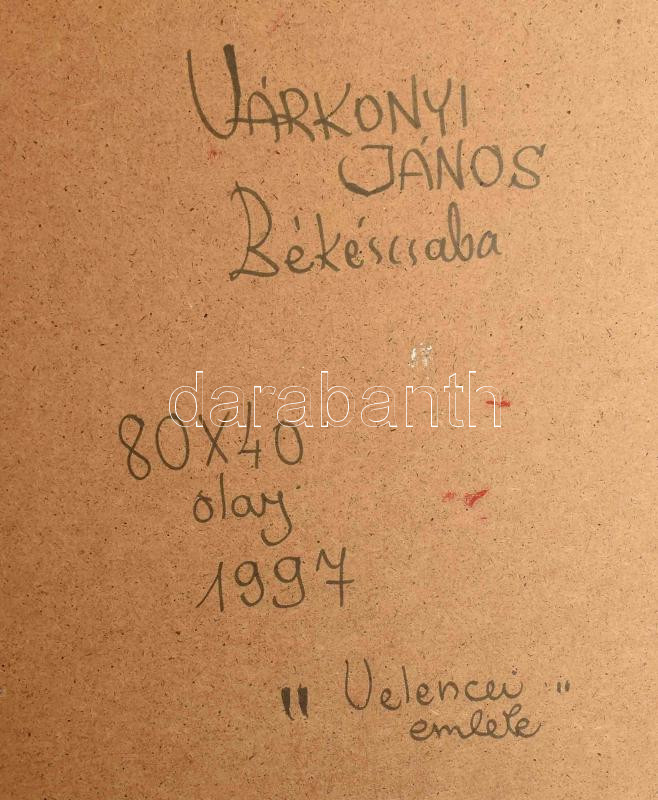 VÁRKONYI
JÁNOS
Békéscsaba
darabanth
80X40
olaj
1997
" Velencei "
emléke